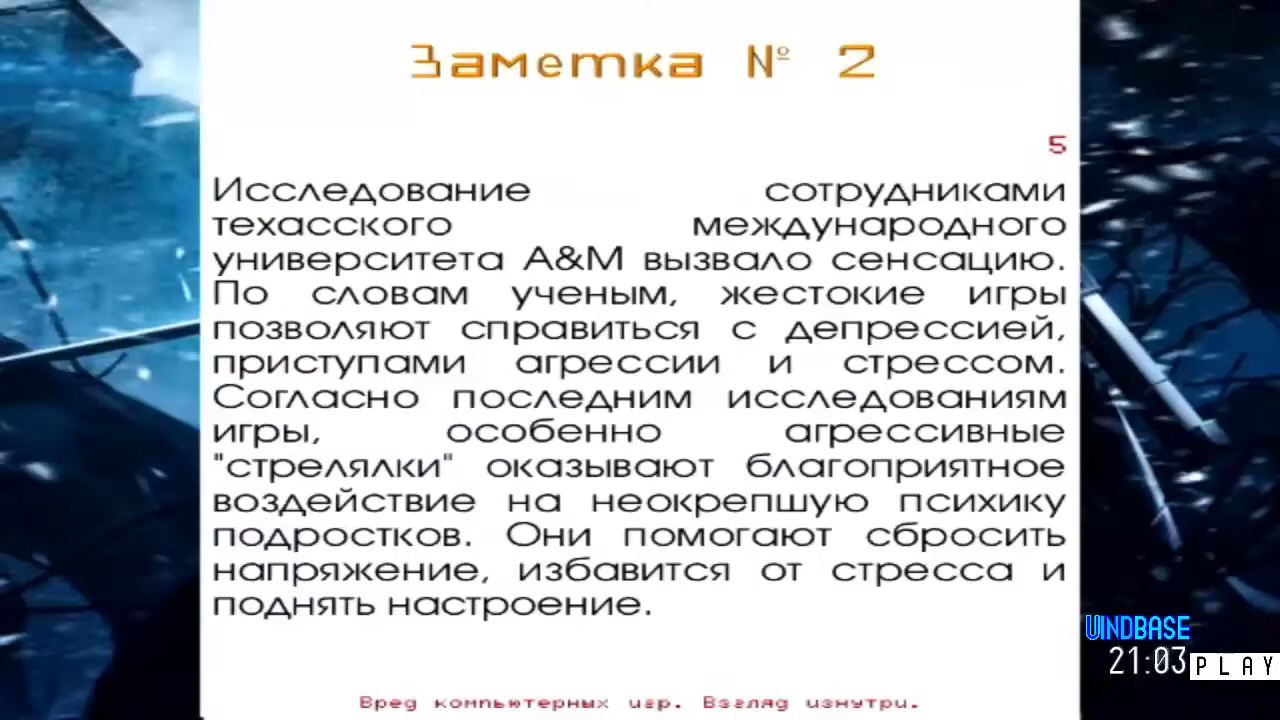 Заметка № 2
5
Исследование сотрудниками
техасского международного
университета A&M вызвало сенсацию.
По словам ученым, жестокие игры
позволяют справиться с депрессией,
приступами агрессии и стрессом.
Согласно последним исследованиям
игры, особенно агрессивные
"стрелялки" оказывают благоприятное
воздействие на неокрепшую психику
подростков. Они помогают сбросить
напряжение, избавится от стресса и
поднять настроение.
Вред компьютерных игр. Взгляд изнутри.
UINDBASE
21:03 PLAY